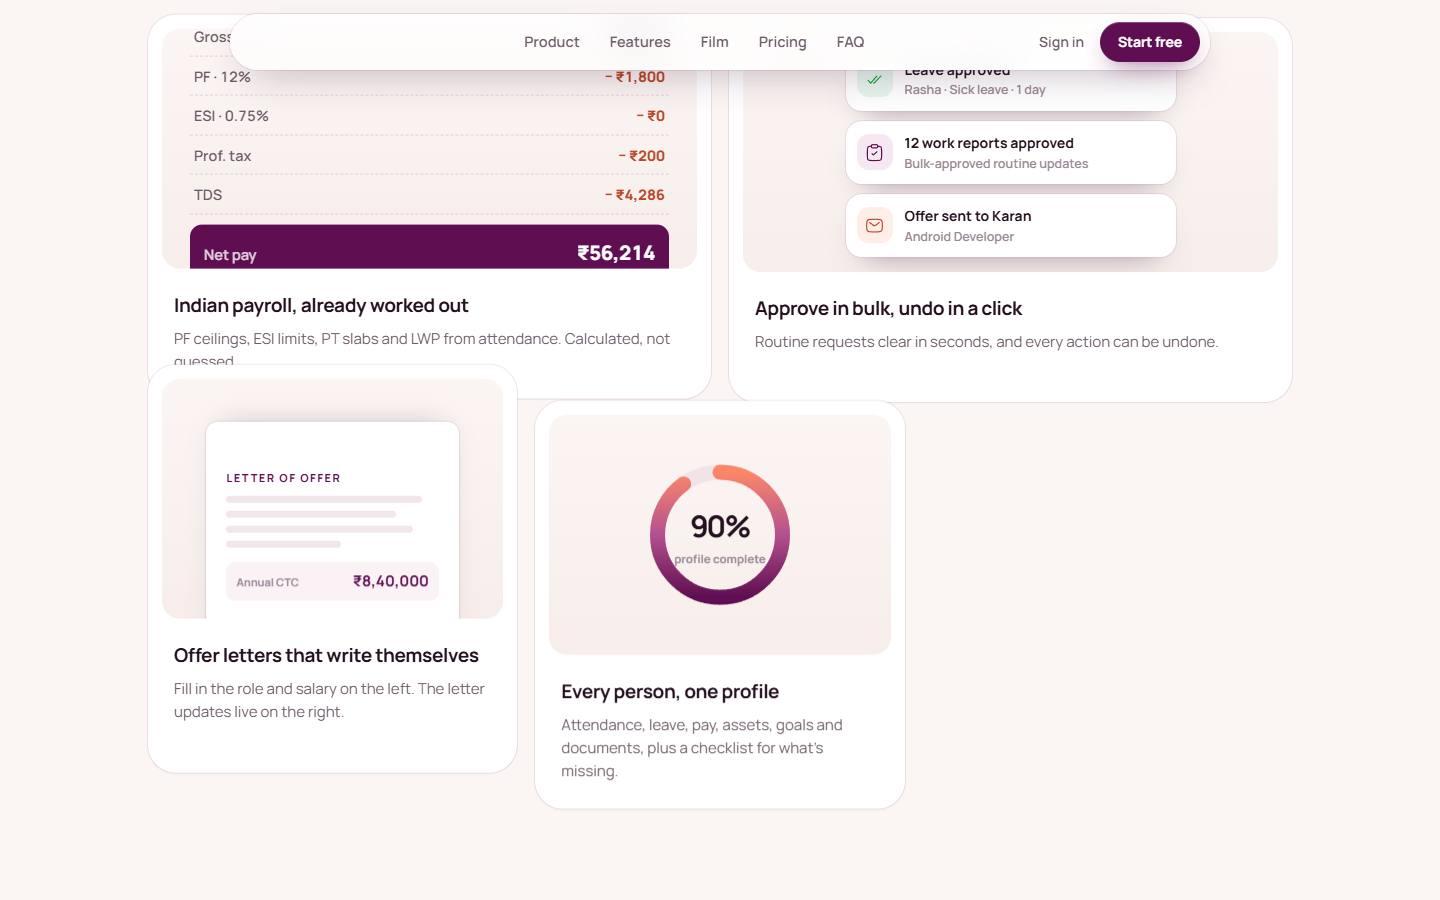 Product Features Film Pricing FAQ Sign in Start free
Gross
PF · 12% − ₹1,800
ESI · 0.75% − ₹0
Prof. tax − ₹200
TDS − ₹4,286
Net pay ₹56,214
Indian payroll, already worked out
PF ceilings, ESI limits, PT slabs and LWP from attendance. Calculated, not
guessed.
Leave approved
Rasha · Sick leave · 1 day
12 work reports approved
Bulk-approved routine updates
Offer sent to Karan
Android Developer
Approve in bulk, undo in a click
Routine requests clear in seconds, and every action can be undone.
LETTER OF OFFER
Annual CTC ₹8,40,000
Offer letters that write themselves
Fill in the role and salary on the left. The letter
updates live on the right.
90%
profile complete
Every person, one profile
Attendance, leave, pay, assets, goals and
documents, plus a checklist for what's
missing.